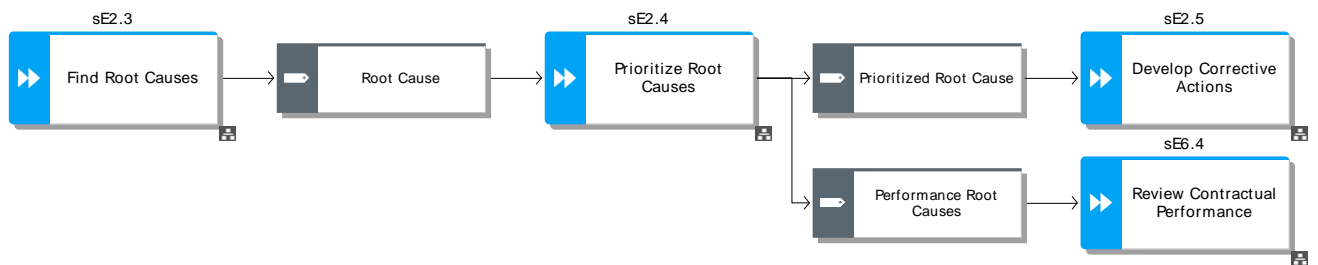 sE2.3
Find Root Causes
Root Cause
sE2.4
Prioritize Root
Causes
Prioritized Root Cause
sE2.5
Develop Corrective
Actions
Performance Root
Causes
sE6.4
Review Contractual
Performance